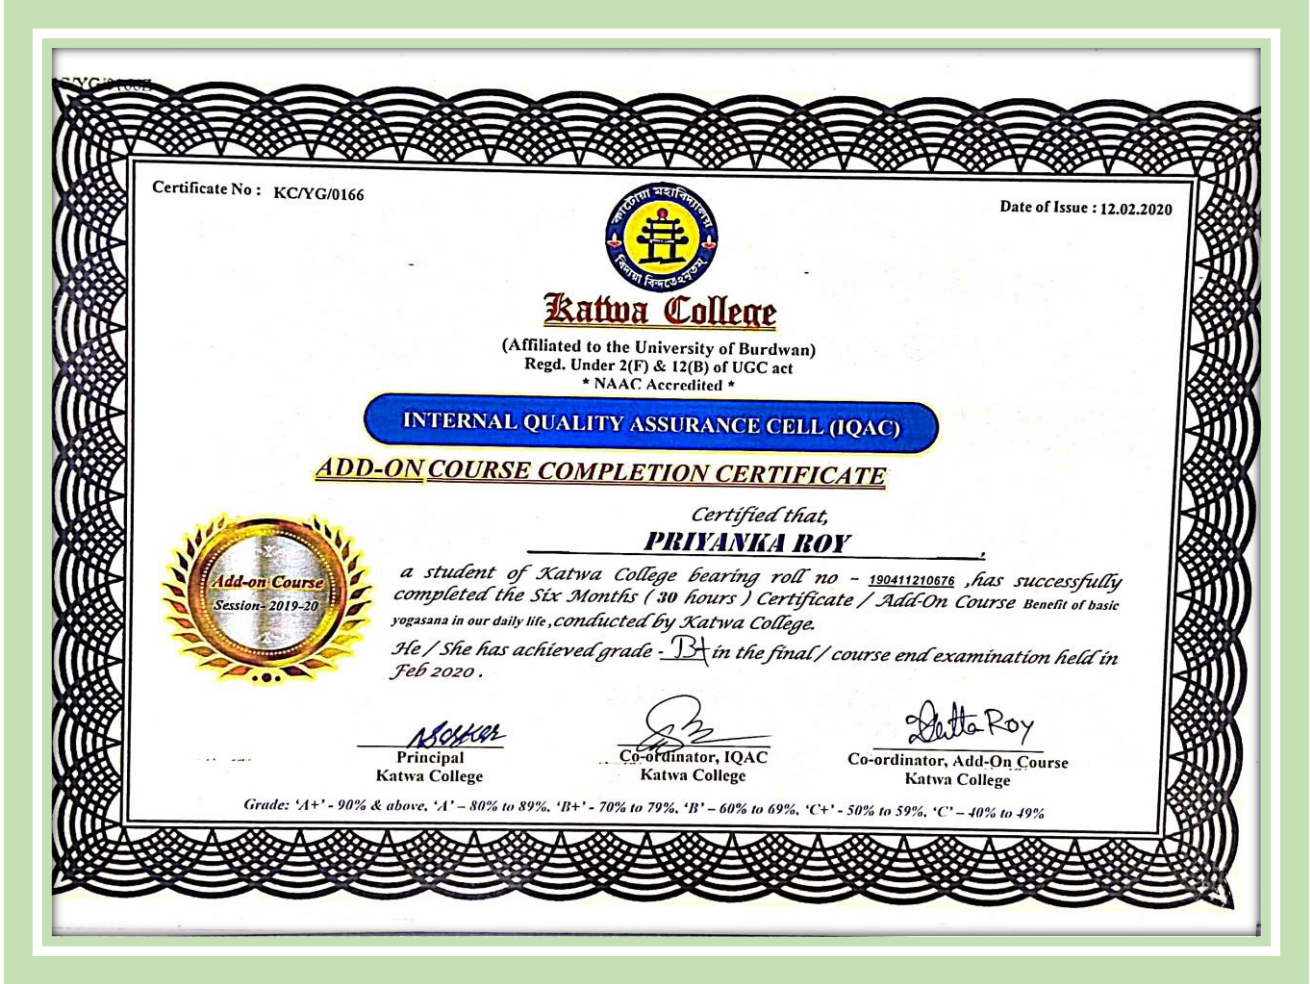 Certificate No : KC/YG/0166
Date of Issue : 12.02.2020
কাটোয়া মহাবিদ্যালয়
Katwa College
(Affiliated to the University of Burdwan)
Regd. Under 2(F) & 12(B) of UGC act
* NAAC Accredited *
INTERNAL QUALITY ASSURANCE CELL (IQAC)
ADD-ON COURSE COMPLETION CERTIFICATE
Certified that,
PRIYANKA ROY,
Add-on Course
Session- 2019-20
a student of Katwa College bearing roll no - 190411210676 ,has successfully
completed the Six Months ( 30 hours ) Certificate / Add-On Course Benefit of basic
yogasana in our daily life, conducted by Katwa College.
He / She has achieved grade - B+ in the final / course end examination held in
Feb 2020 .
Dutta Roy
Principal
Katwa College
Co-ordinator, IQAC
Katwa College
Co-ordinator, Add-On Course
Katwa College
Grade: ‘A+’ - 90% & above, ‘A’ – 80% to 89%, ‘B+’ - 70% to 79%, ‘B’ – 60% to 69%, ‘C+’ - 50% to 59%, ‘C’ – 40% to 49%